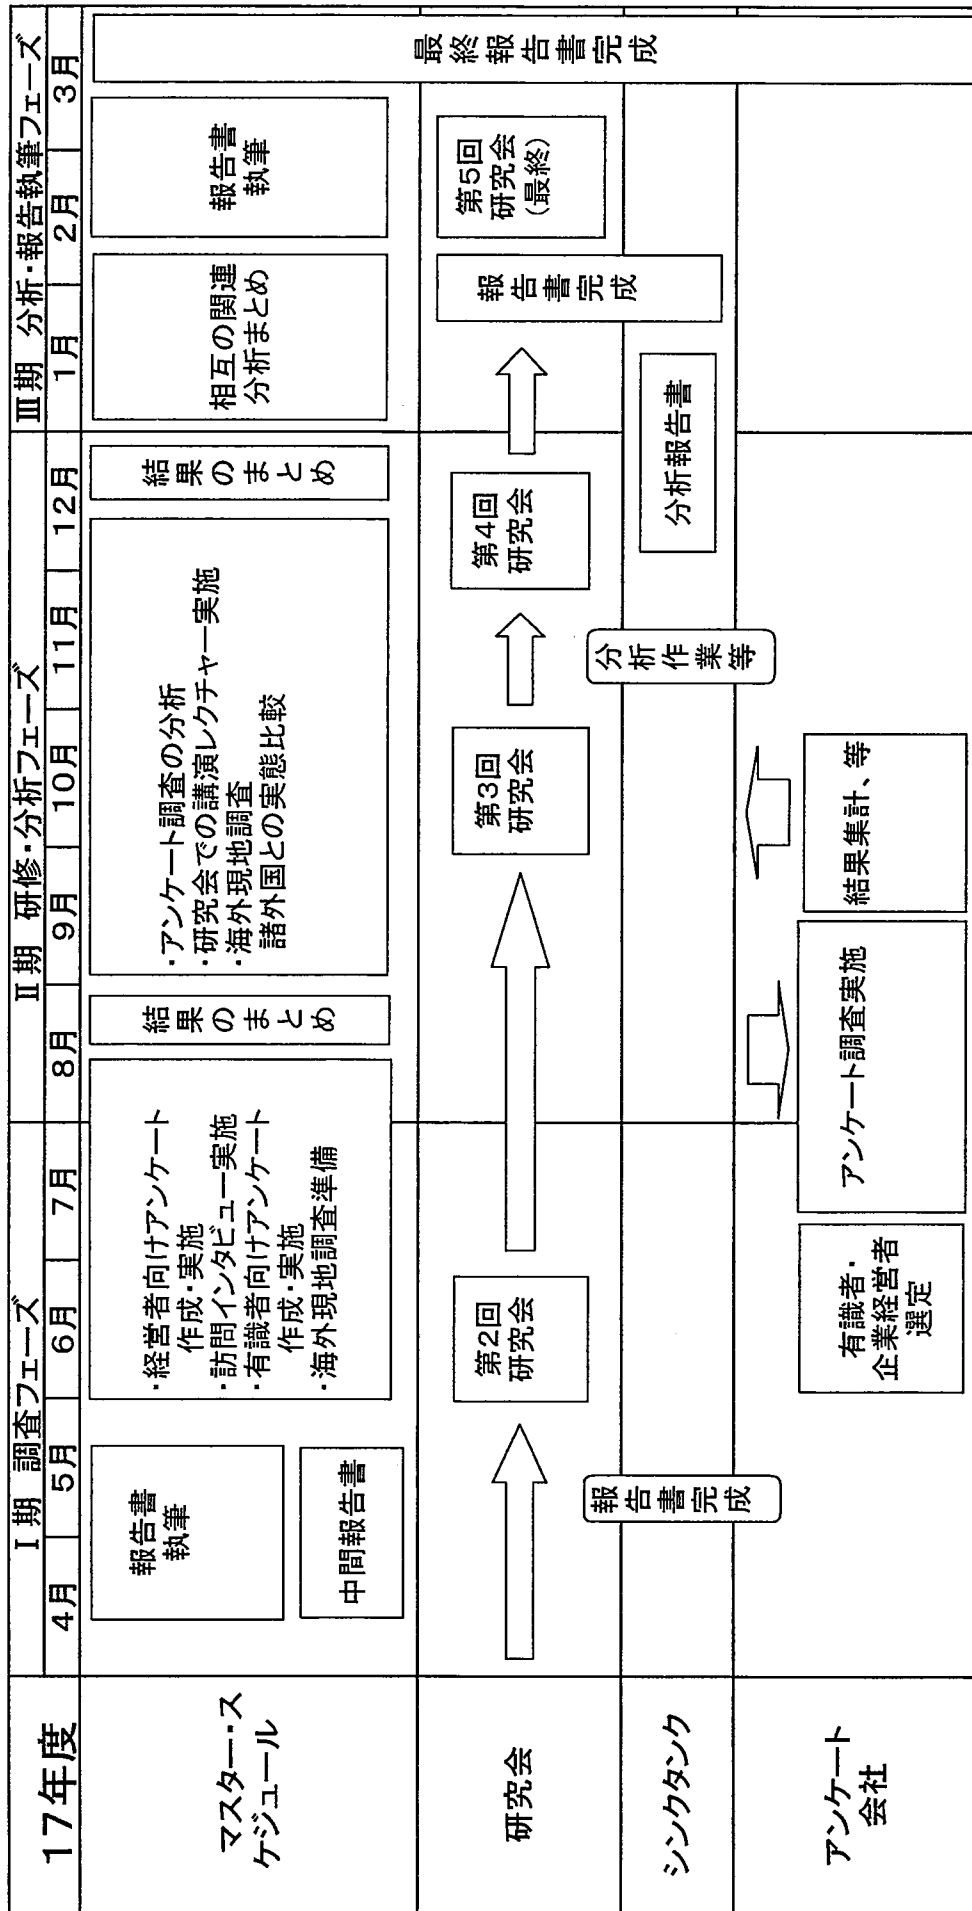 17年度
Ⅰ期 調査フェーズ
Ⅱ期 研修・分析フェーズ
Ⅲ期 分析・報告執筆フェーズ
4月
5月
6月
7月
8月
9月
10月
11月
12月
1月
2月
3月
マスター・ス
ケジュール
報告書
執筆
中間報告書
・経営者向けアンケート
作成・実施
・訪問インタビュー実施
・有識者向けアンケート
作成・実施
・海外現地調査準備
結果のまとめ
・アンケート調査の分析
・研究会での講演レクチャー実施
・海外現地調査
諸外国との実態比較
結果のまとめ
相互の関連
分析まとめ
報告書
執筆
最終報告書完成
研究会
第2回
研究会
第3回
研究会
第4回
研究会
報告書完成
第5回
研究会
(最終)
シンクタンク
報告書完成
分析作業等
分析報告書
アンケート
会社
有識者・
企業経営者
選定
アンケート調査実施
結果集計、等